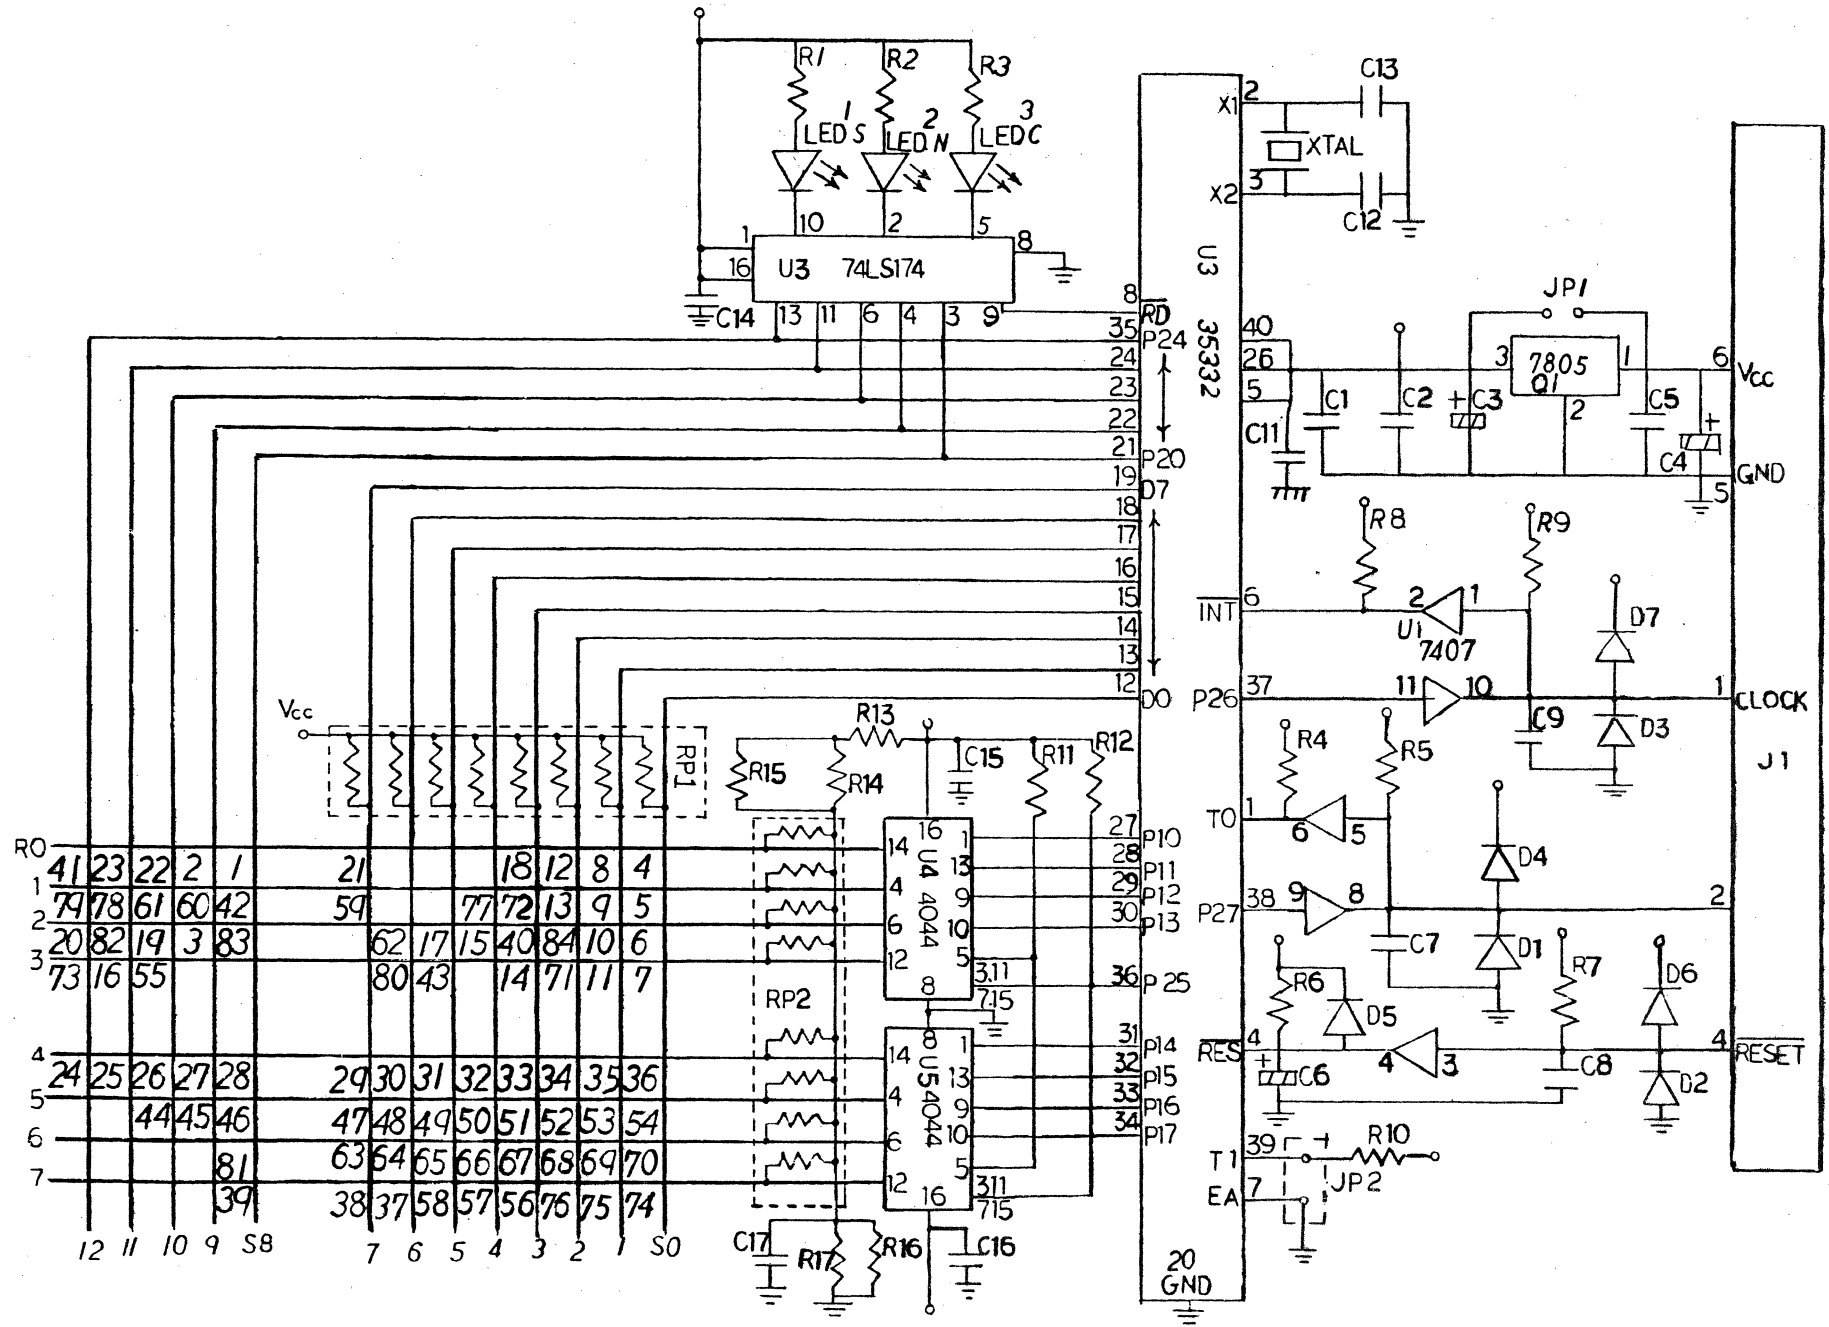 R1 R2 R3 C13
1 2 3
LED S LED N LED C
X1 2
XTAL
X2 3
C12
10 2 5
1 16 U3 74LS174 8
C14 13 11 6 4 3 9
U3 35332
8 RD
35 P24
24
23
22
21 P20
19 D7
18
17
16
15
14
13
12 D0
40
26
5
C11 C1 C2 C3 C5 C4
+ +
JP1
3 7805 1
Q1
2
6 VCC
GND
5
R8 R9
INT 6 2 1
U1
7407
D7
P26 37 11 10 1 CLOCK
C9 D3
J1
R4 R5
T0 1 6 5
D4
P27 38 9 8 2
C7 D1
R6 R7 D6
D5
RES 4 4 3 4 RESET
+ C6 C8 D2
T1 39 R10
JP2
EA 7
20
GND
VCC
RP1
R13
R15 R14 C15 R11 R12
16
14 U4 4044 1 27 P10
13 28 P11
4 9 29 P12
6 10 30 P13
12 5
3.11 36 P25
8 7.15
RP2
8
14 U5 4044 1 31 P14
13 32 P15
4 9 33 P16
6 10 34 P17
12 5
311
16 715
R0
41 23 22 2 1 21 18 12 8 4
1
79 78 61 60 42 59 77 72 13 9 5
2
20 82 19 3 83 62 17 15 40 84 10 6
3
73 16 55 80 43 14 71 11 7
4
24 25 26 27 28 29 30 31 32 33 34 35 36
5
44 45 46 47 48 49 50 51 52 53 54
6
81 63 64 65 66 67 68 69 70
7
39 38 37 58 57 56 76 75 74
12 11 10 9 S8 7 6 5 4 3 2 1 S0
C17 R17 R16 C16